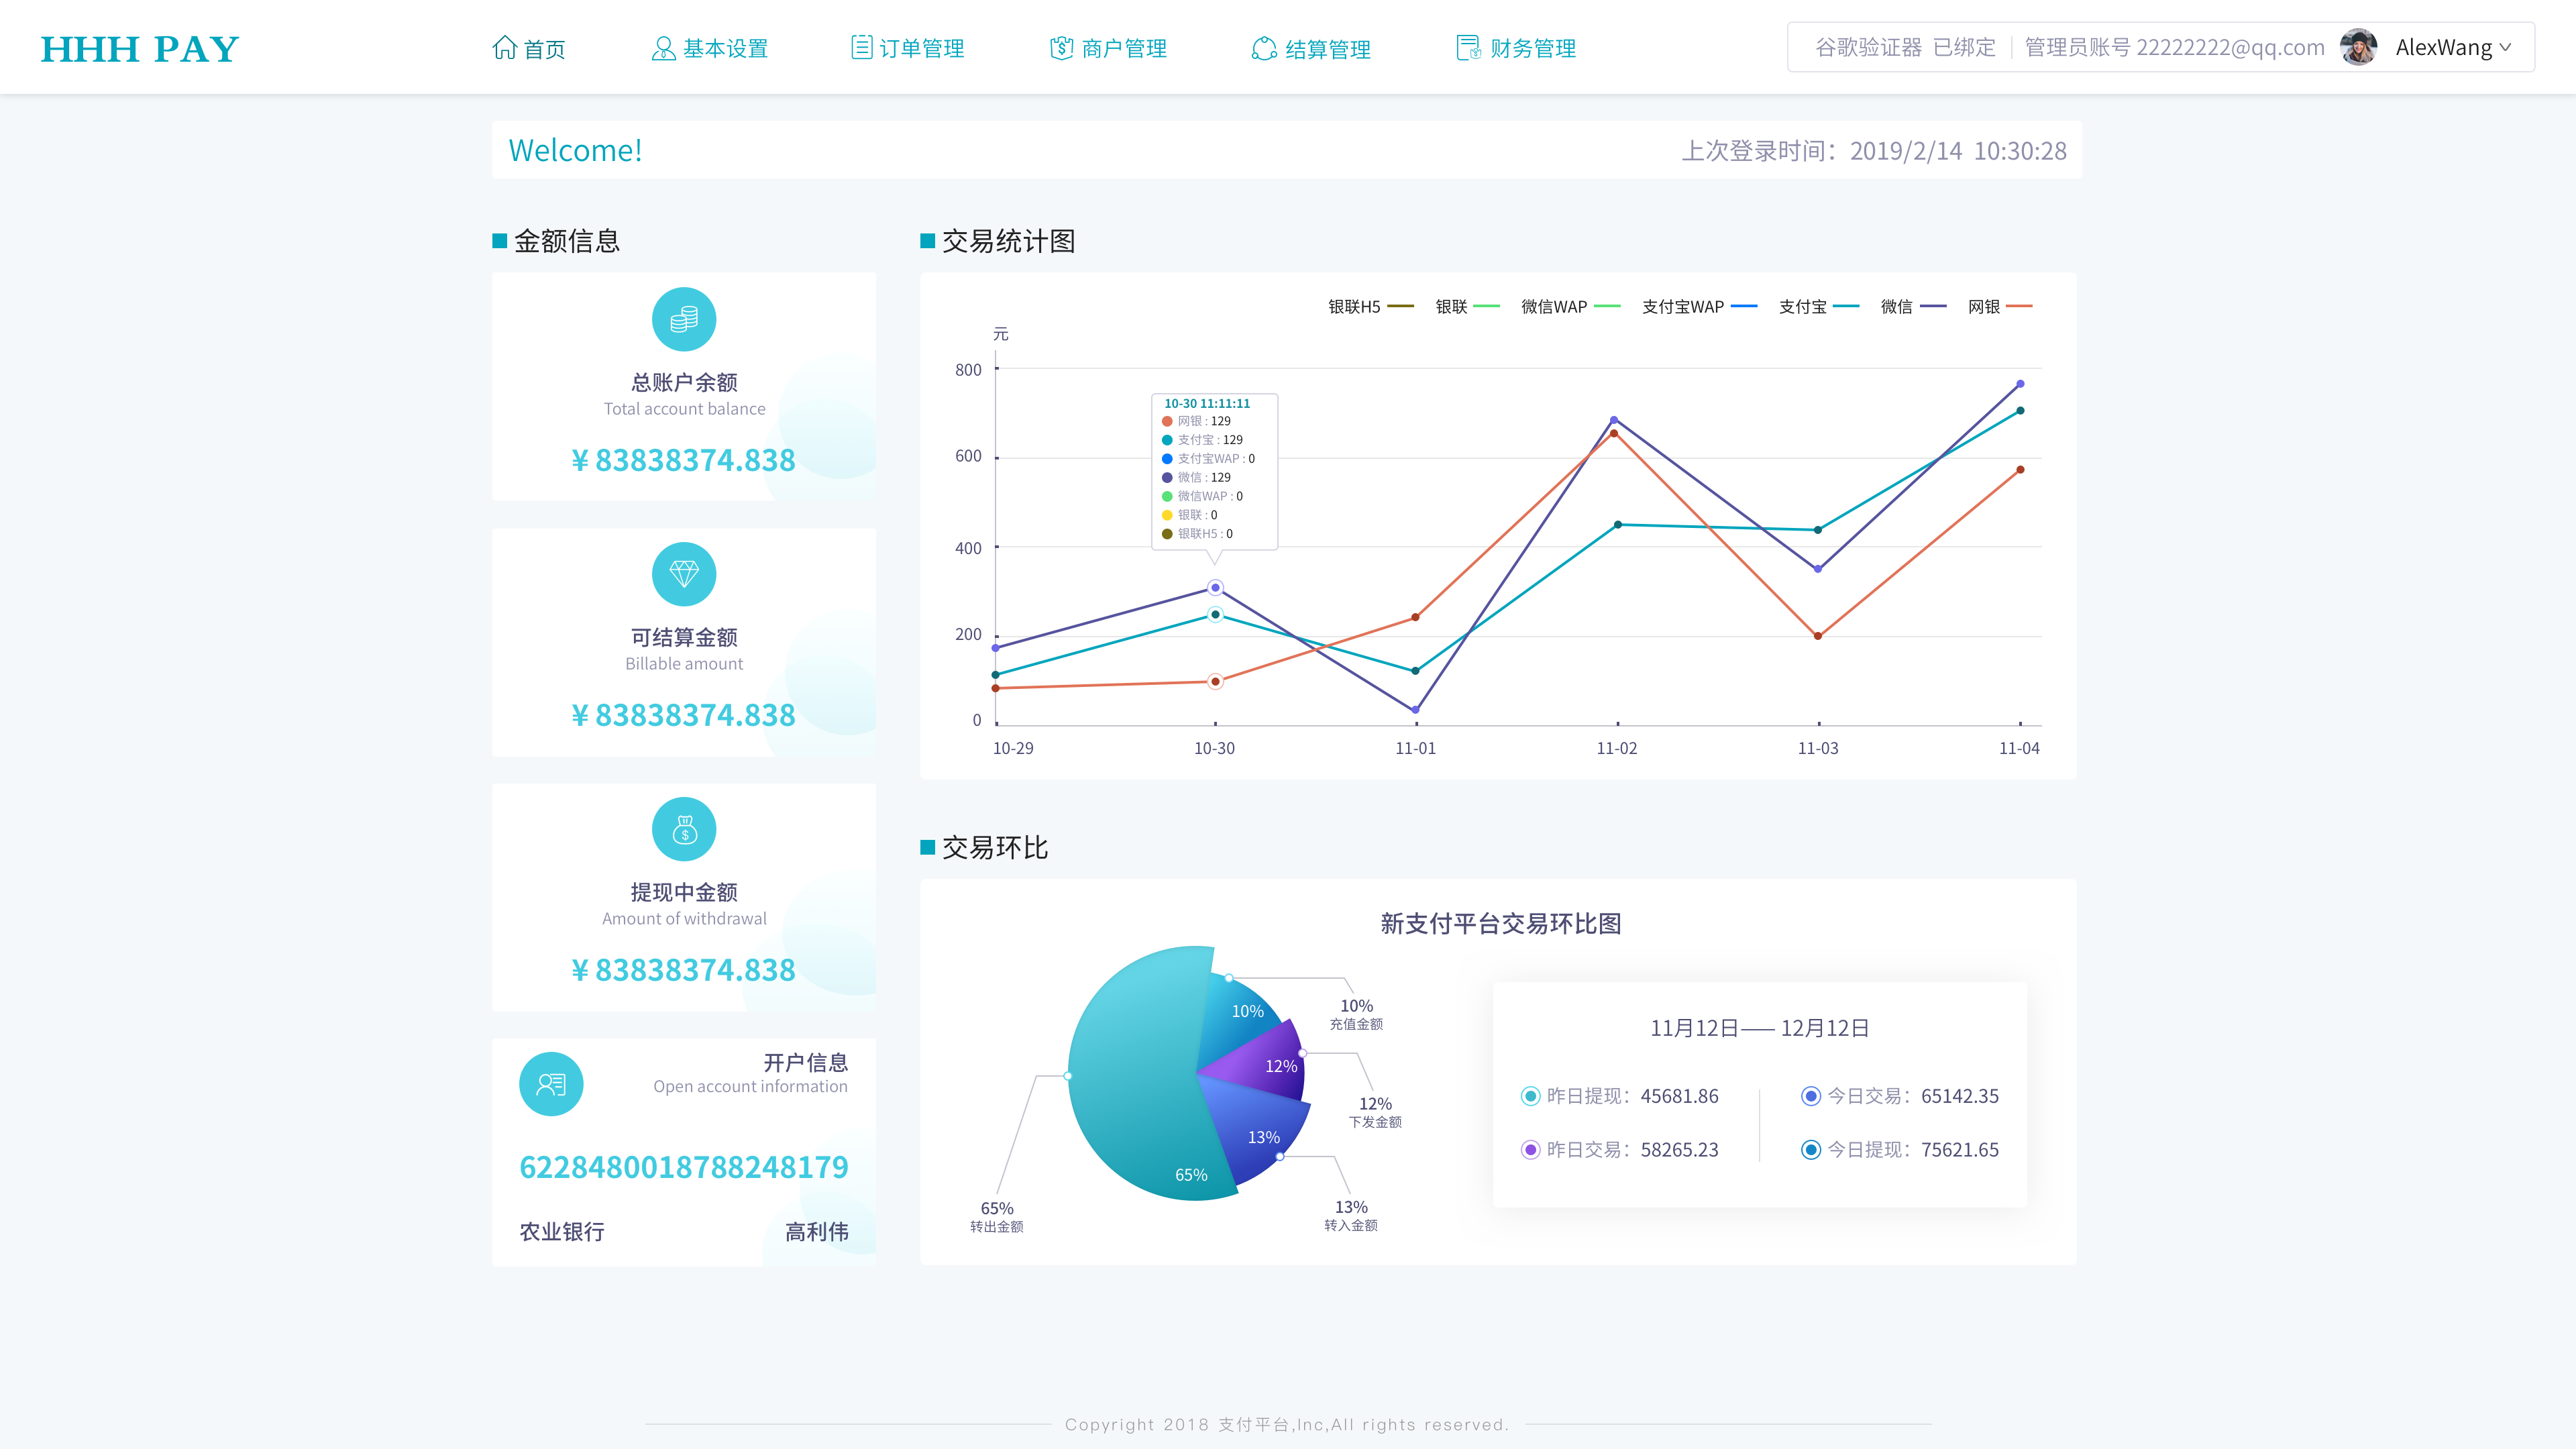 HHH PAY
首页
基本设置
订单管理
商户管理
结算管理
财务管理
谷歌验证器 已绑定
管理员账号 22222222@qq.com
AlexWang
Welcome!
上次登录时间：2019/2/14 10:30:28
金额信息
总账户余额
Total account balance
¥ 83838374.838
可结算金额
Billable amount
¥ 83838374.838
提现中金额
Amount of withdrawal
¥ 83838374.838
开户信息
Open account information
6228480018788248179
农业银行
高利伟
交易统计图
银联H5
银联
微信WAP
支付宝WAP
支付宝
微信
网银
元
800
600
400
200
0
10-30 11:11:11
网银 : 129
支付宝 : 129
支付宝WAP : 0
微信 : 129
微信WAP : 0
银联 : 0
银联H5 : 0
10-29
10-30
11-01
11-02
11-03
11-04
交易环比
新支付平台交易环比图
10%
12%
13%
65%
10%
充值金额
12%
下发金额
13%
转入金额
65%
转出金额
11月12日—— 12月12日
昨日提现：45681.86
今日交易：65142.35
昨日交易：58265.23
今日提现：75621.65
Copyright 2018 支付平台,Inc,All rights reserved.